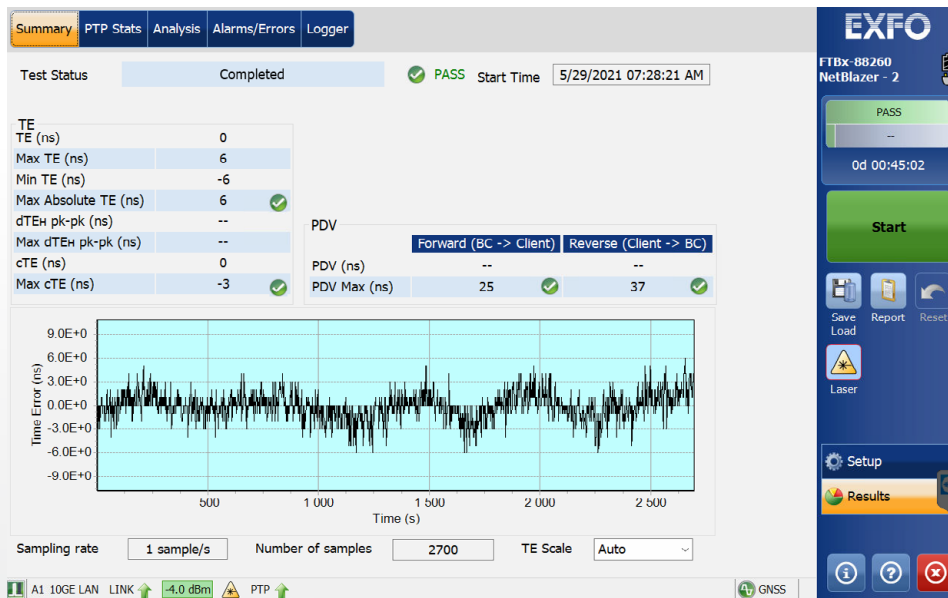 Summary PTP Stats Analysis Alarms/Errors Logger
EXFO
FTBx-88260
NetBlazer - 2
Test Status Completed PASS Start Time 5/29/2021 07:28:21 AM
PASS
--
0d 00:45:02
Start
Save
Load
Report
Reset
Laser
Setup
Results
TE
TE (ns) 0
Max TE (ns) 6
Min TE (ns) -6
Max Absolute TE (ns) 6
dTEH pk-pk (ns) --
Max dTEH pk-pk (ns) --
cTE (ns) 0
Max cTE (ns) -3
PDV
Forward (BC -> Client) Reverse (Client -> BC)
PDV (ns) -- --
PDV Max (ns) 25 37
Time Error (ns)
9.0E+0
6.0E+0
3.0E+0
0.0E+0
-3.0E+0
-6.0E+0
-9.0E+0
500 1 000 1 500 2 000 2 500
Time (s)
Sampling rate 1 sample/s Number of samples 2700 TE Scale Auto
A1 10GE LAN LINK -4.0 dBm PTP GNSS